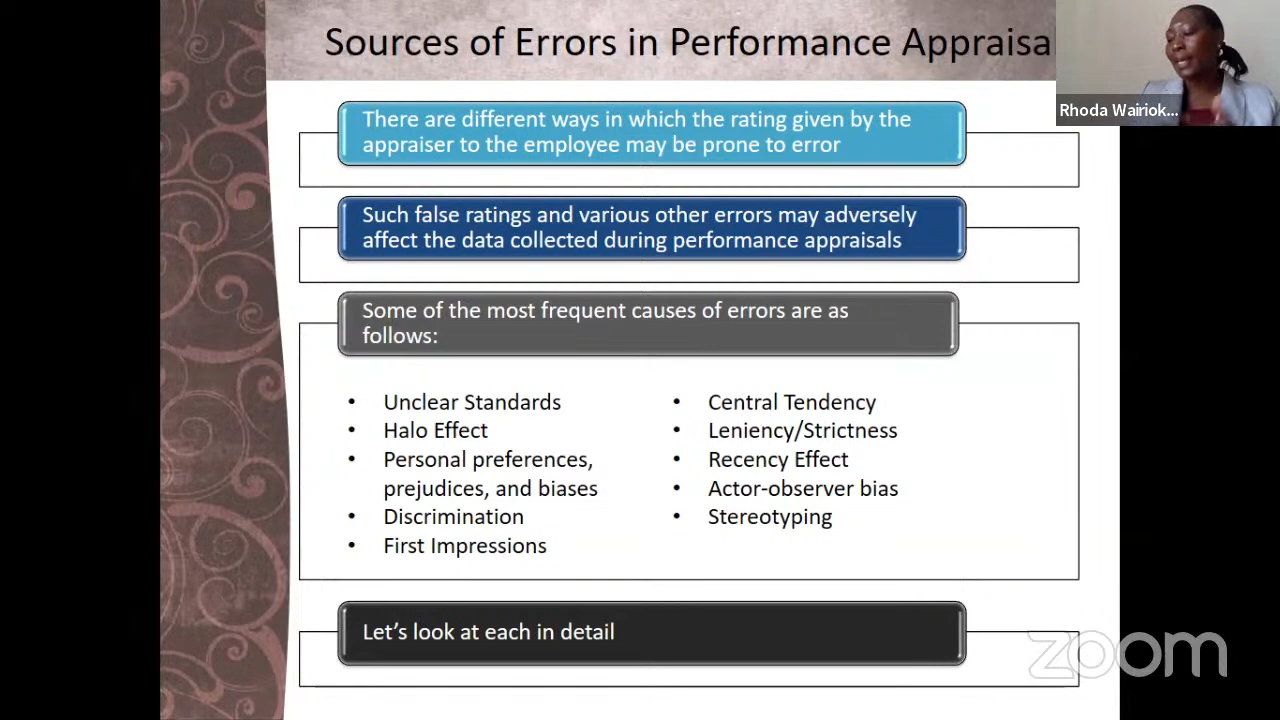 Sources of Errors in Performance Appraisa
Rhoda Wairiok...
There are different ways in which the rating given by the
appraiser to the employee may be prone to error
Such false ratings and various other errors may adversely
affect the data collected during performance appraisals
Some of the most frequent causes of errors are as
follows:
• Unclear Standards
• Halo Effect
• Personal preferences,
prejudices, and biases
• Discrimination
• First Impressions
• Central Tendency
• Leniency/Strictness
• Recency Effect
• Actor-observer bias
• Stereotyping
Let's look at each in detail
zoom